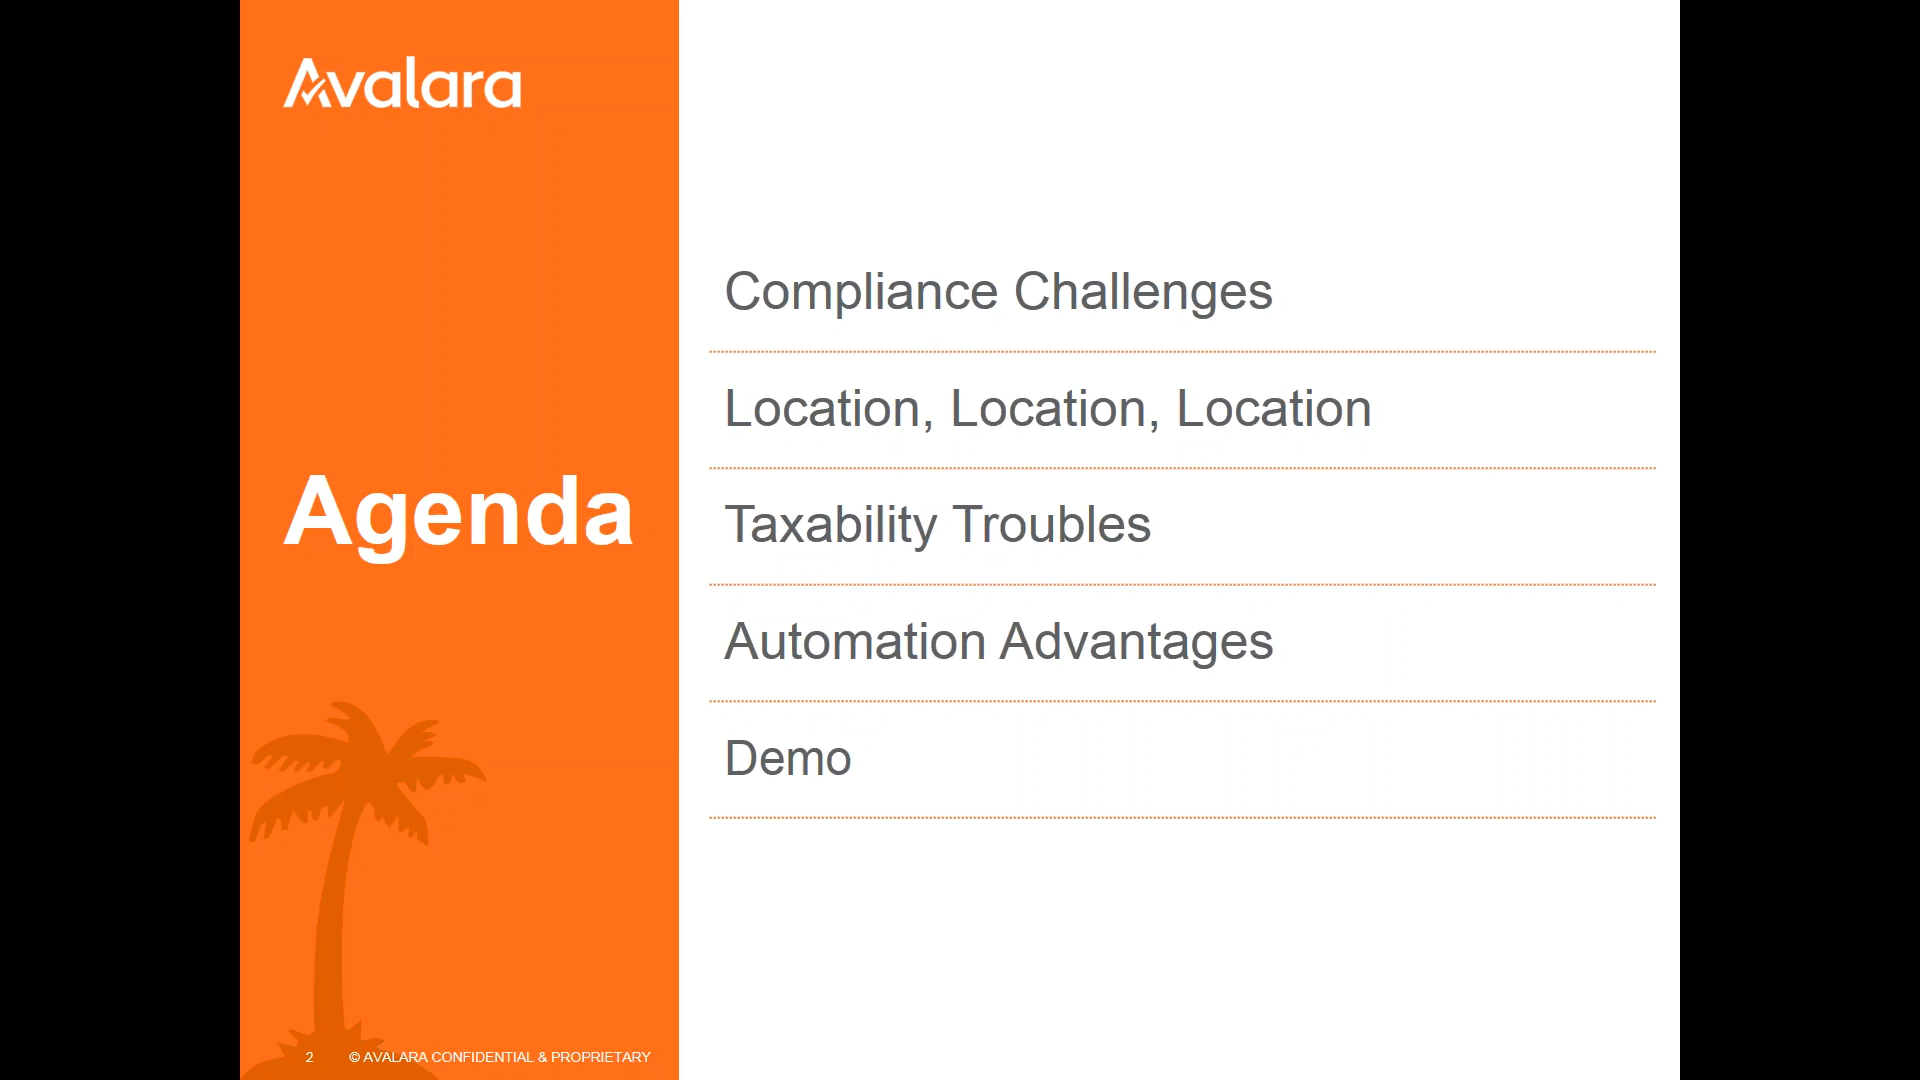 Avalara
Agenda
Compliance Challenges
Location, Location, Location
Taxability Troubles
Automation Advantages
Demo
2 © AVALARA CONFIDENTIAL & PROPRIETARY